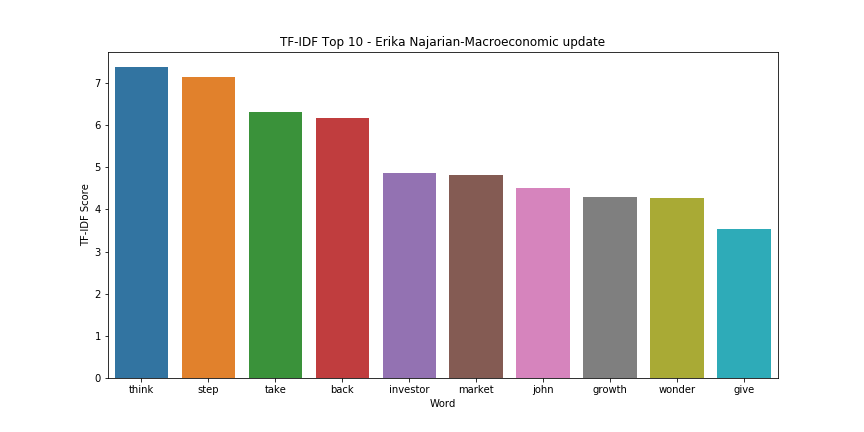 TF-IDF Top 10 - Erika Najarian-Macroeconomic update
TF-IDF Score
7
6
5
4
3
2
1
0
think step take back investor market john growth wonder give
Word